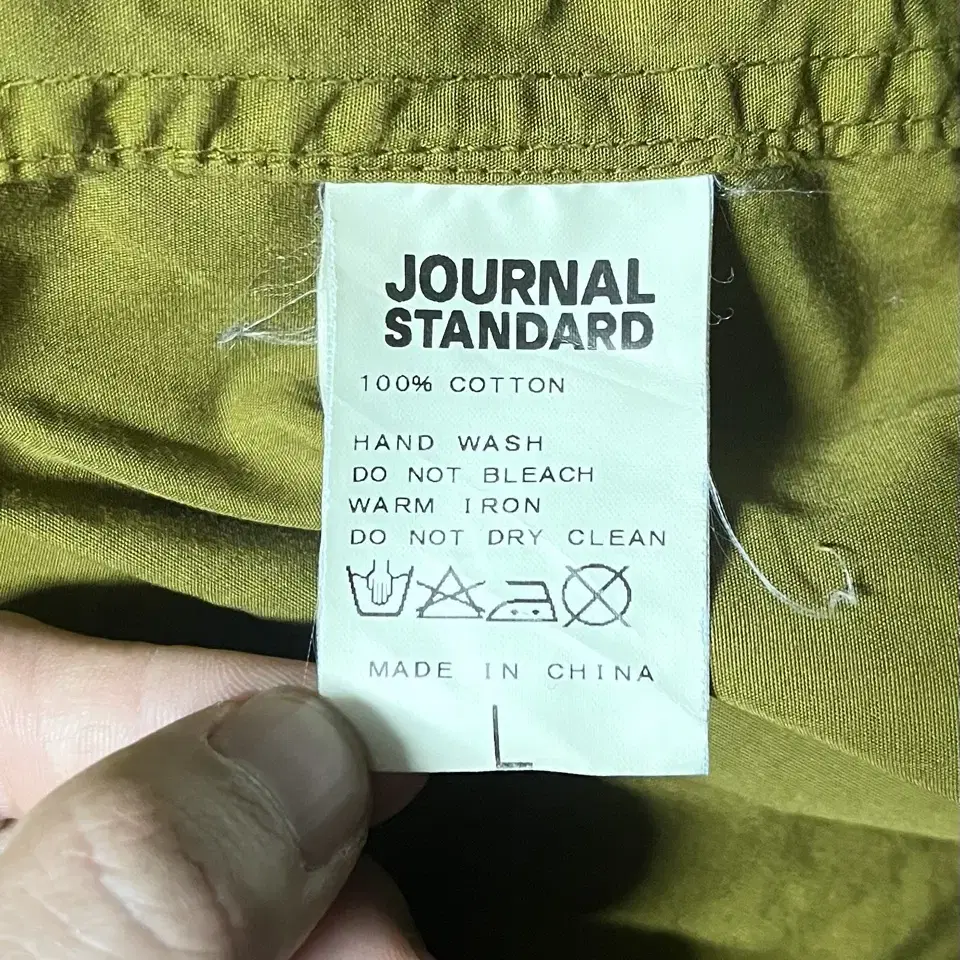 JOURNAL
STANDARD
100% COTTON
HAND WASH
DO NOT BLEACH
WARM IRON
DO NOT DRY CLEAN
MADE IN CHINA
L